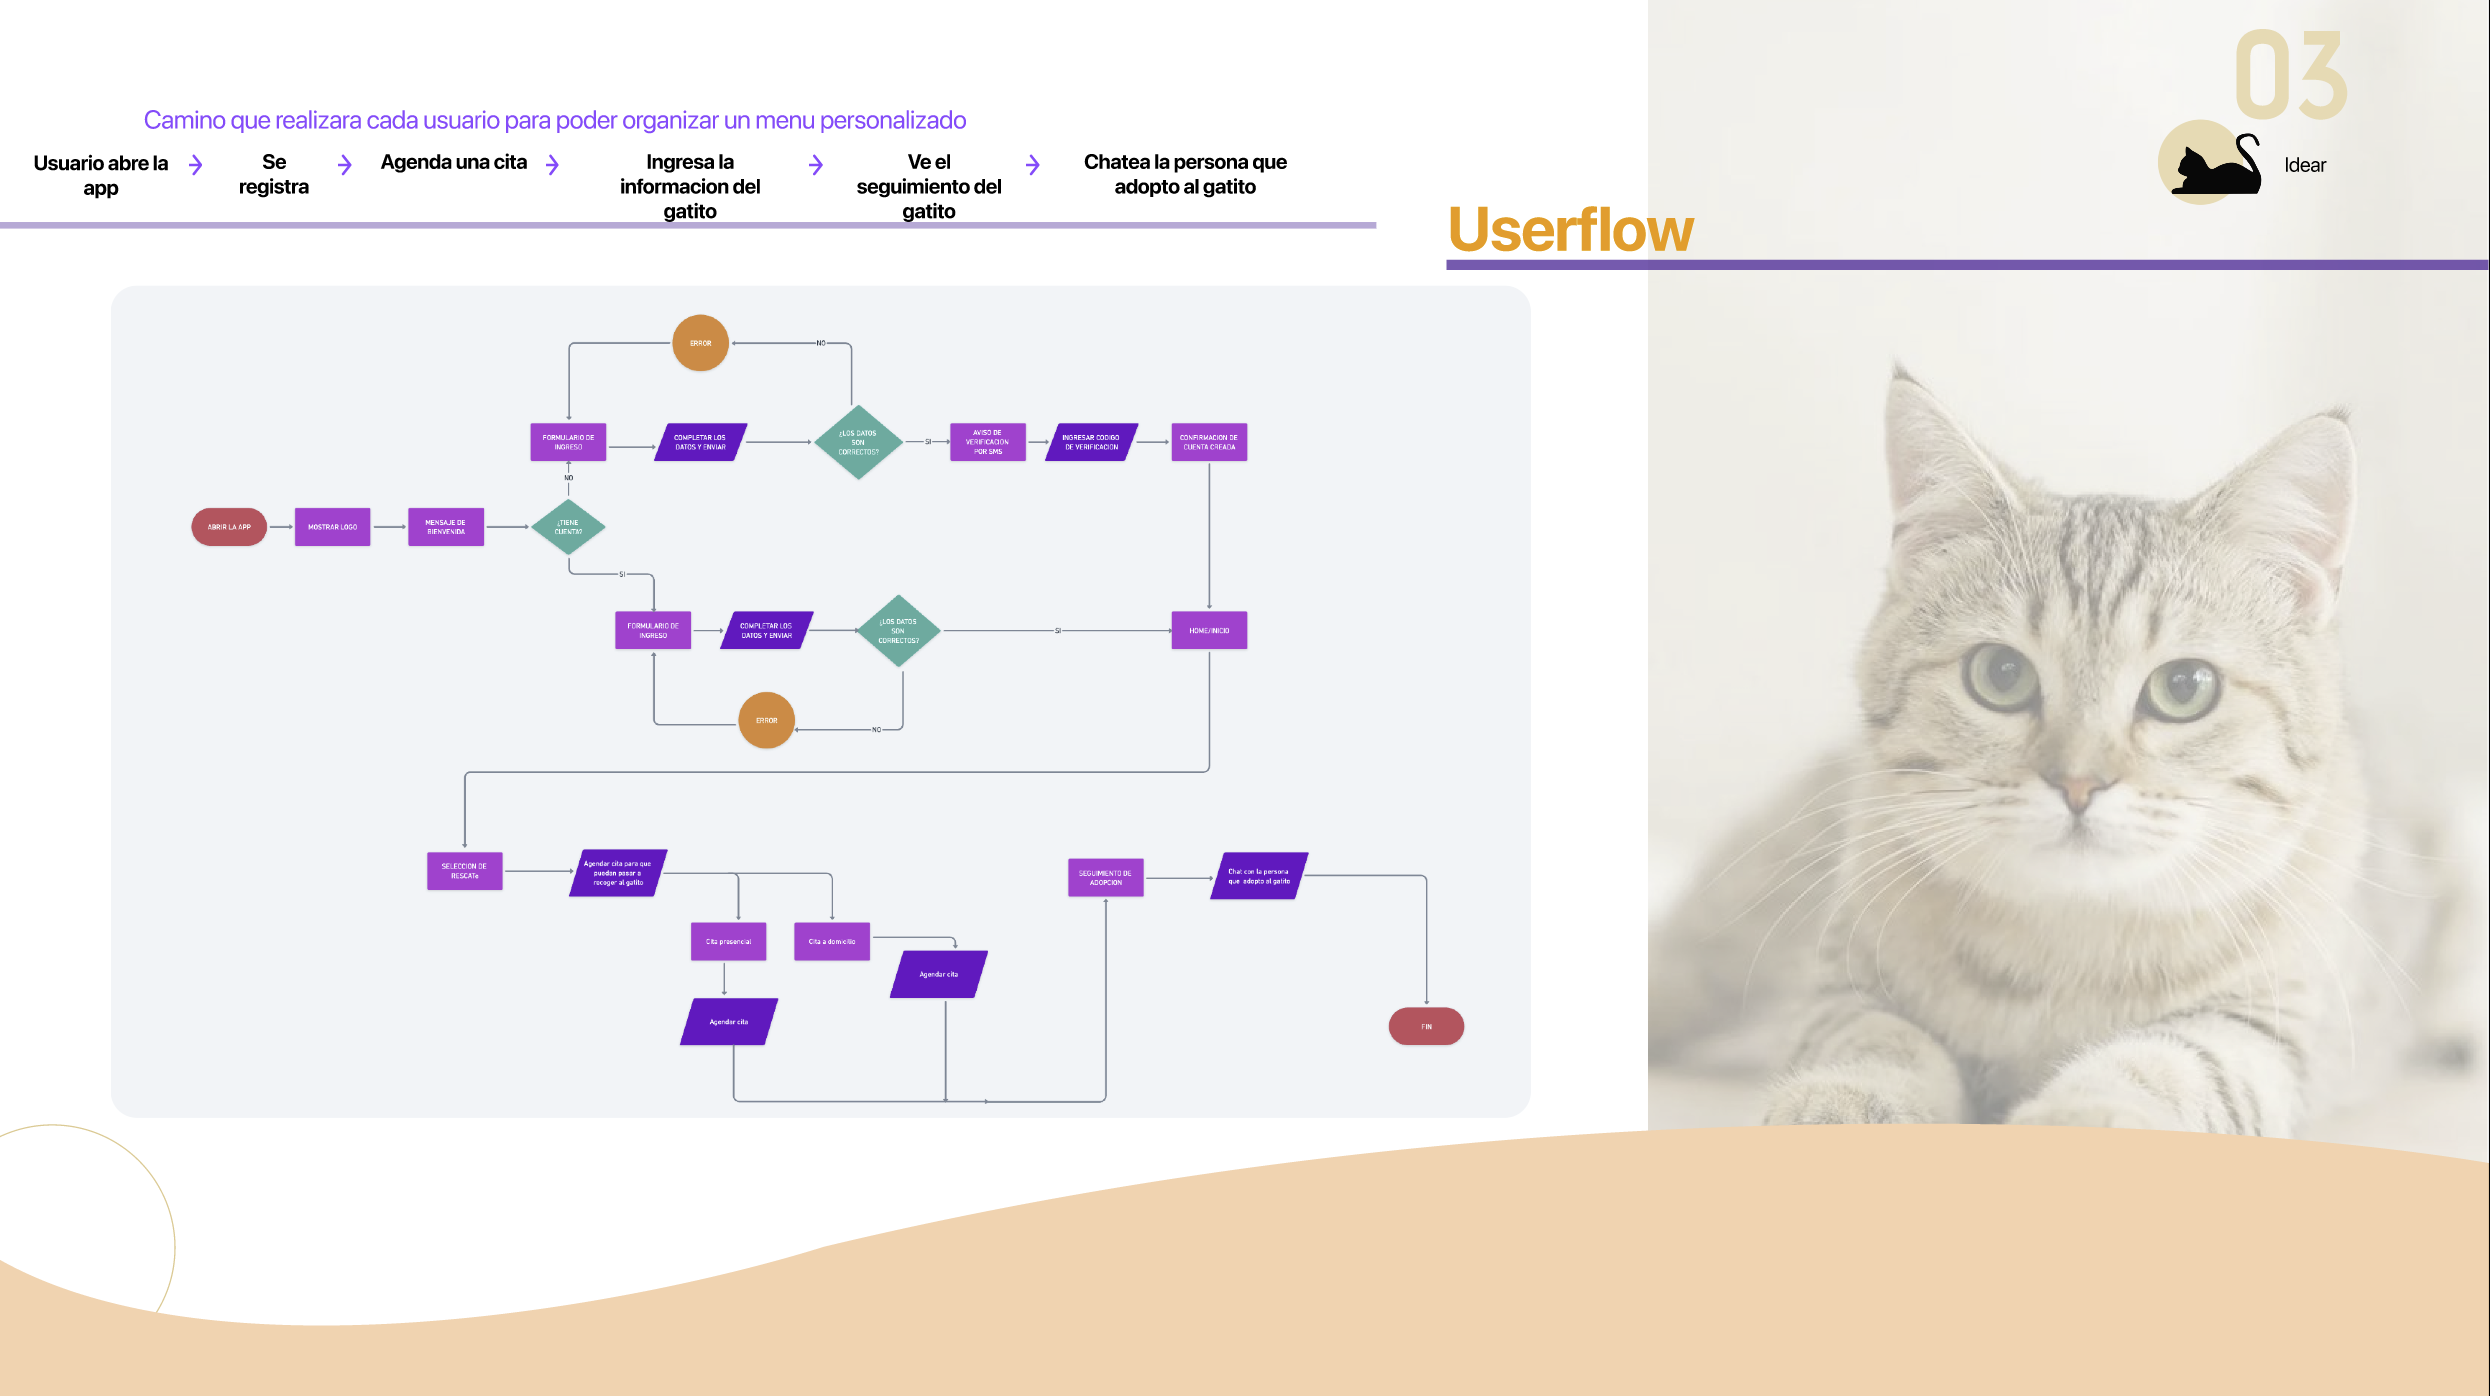 03
Idear
Userflow
Camino que realizara cada usuario para poder organizar un menu personalizado
Usuario abre la
app
Se
registra
Agenda una cita
Ingresa la
informacion del
gatito
Ve el
seguimiento del
gatito
Chatea la persona que
adopto al gatito
ERROR
NO
FORMULARIO DE
INGRESO
COMPLETAR LOS
DATOS Y ENVIAR
¿LOS DATOS
SON
CORRECTOS?
SI
AVISO DE
VERIFICACION
POR SMS
INGRESAR CODIGO
DE VERIFICACION
CONFIRMACION DE
CUENTA CREADA
NO
ABRIR LA APP
MOSTRAR LOGO
MENSAJE DE
BIENVENIDA
¿TIENE
CUENTA?
SI
FORMULARIO DE
INGRESO
COMPLETAR LOS
DATOS Y ENVIAR
¿LOS DATOS
SON
CORRECTOS?
SI
HOME/INICIO
ERROR
NO
SELECCION DE
RESCATe
Agendar cita para que
puedan pasar a
recoger al gatito
Cita presencial
Cita a domicilio
Agendar cita
Agendar cita
SEGUIMIENTO DE
ADOPCION
Chat con la persona
que adopto al gatito
FIN